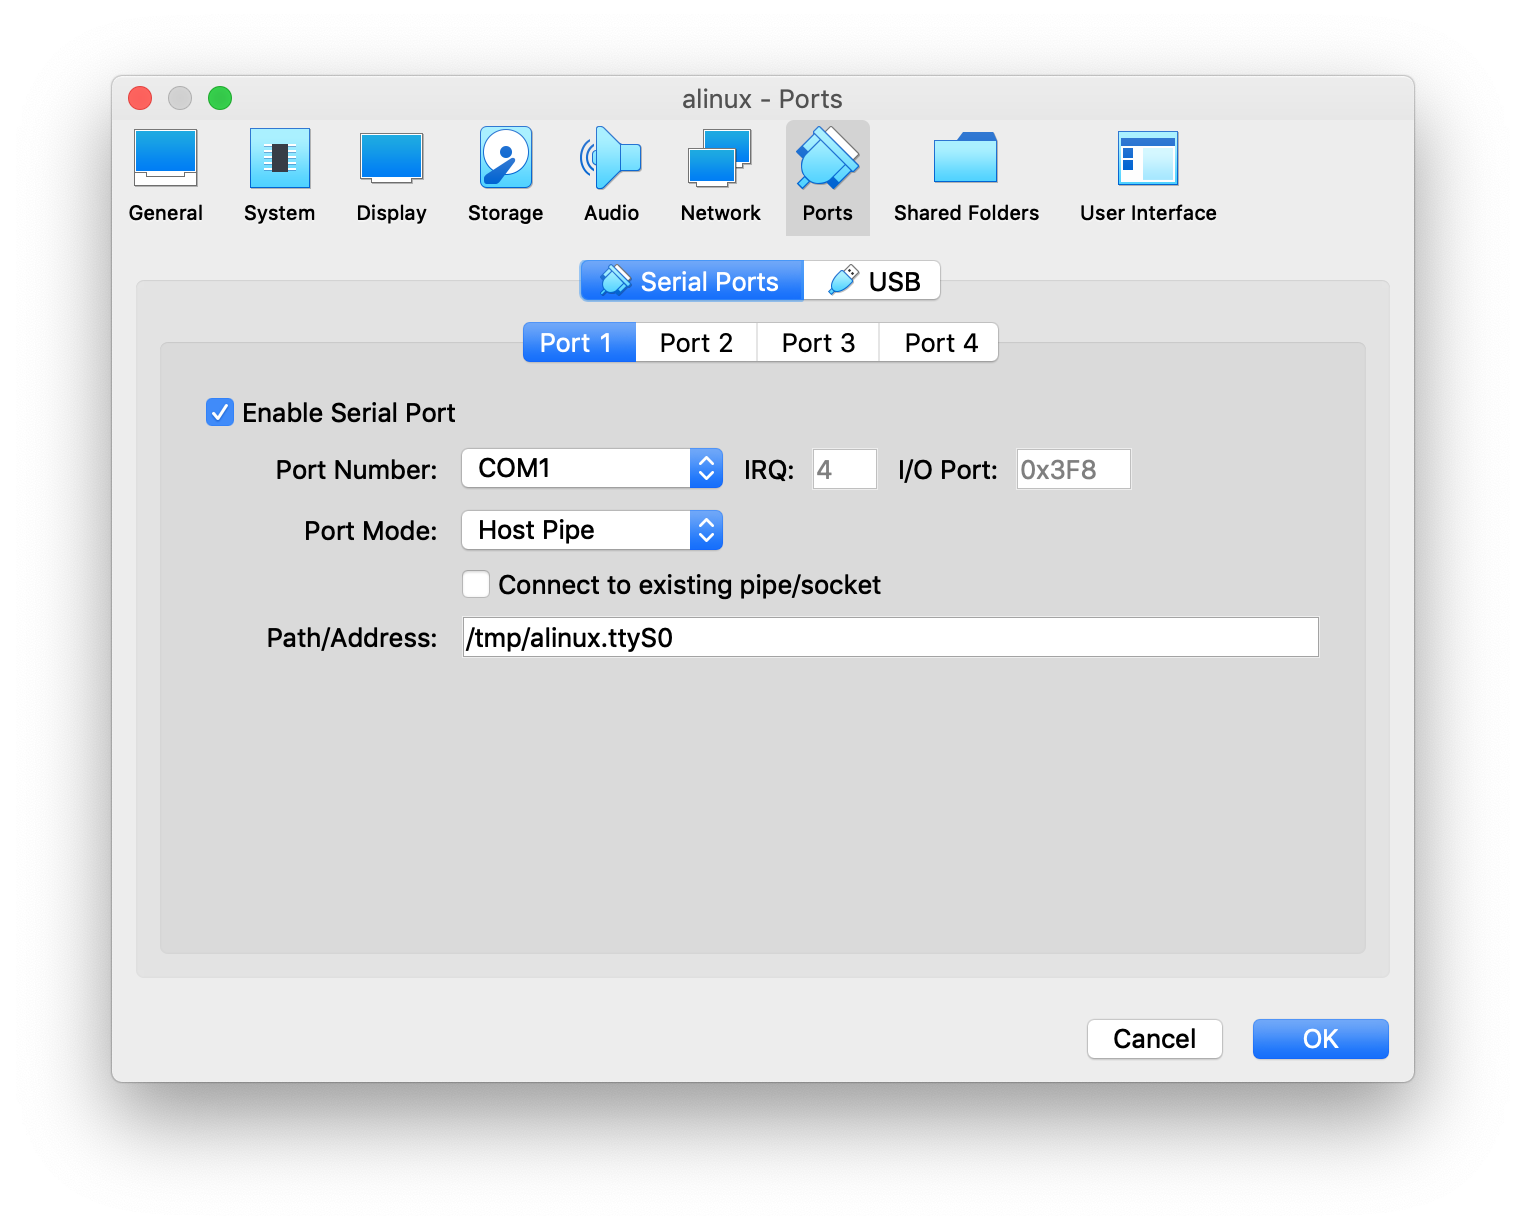 alinux - Ports
General System Display Storage Audio Network Ports Shared Folders User Interface
Serial Ports USB
Port 1 Port 2 Port 3 Port 4
Enable Serial Port
Port Number: COM1 IRQ: 4 I/O Port: 0x3F8
Port Mode: Host Pipe
Connect to existing pipe/socket
Path/Address: /tmp/alinux.ttyS0
Cancel OK